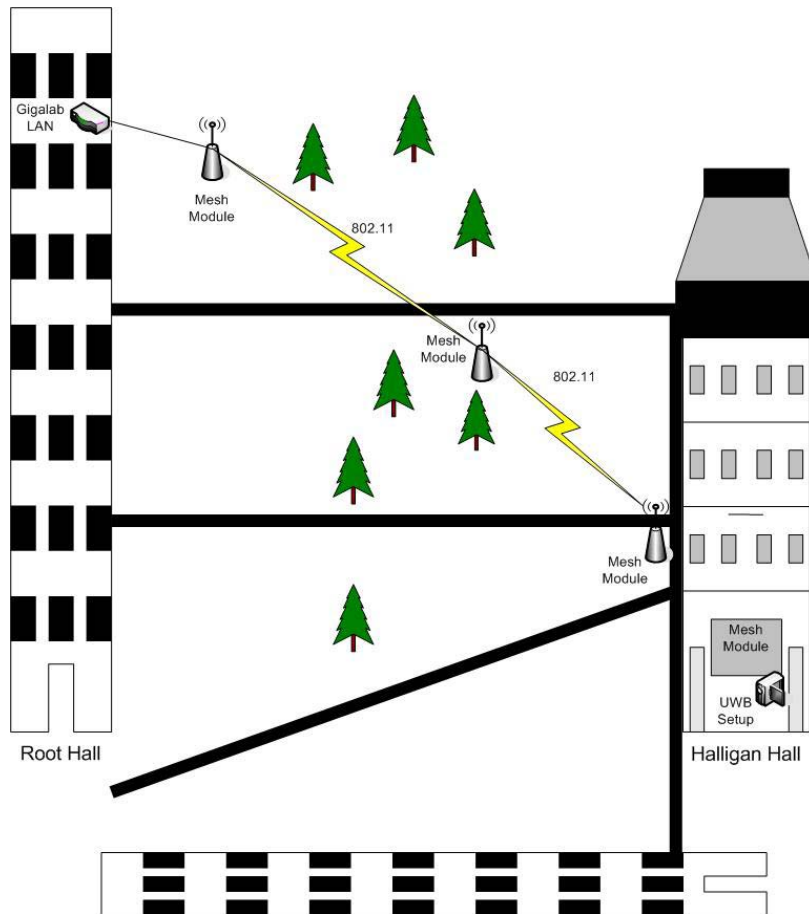 Gigalab
LAN
Mesh
Module
802.11
Mesh
Module
802.11
Mesh
Module
Mesh
Module
UWB
Setup
Root Hall
Halligan Hall